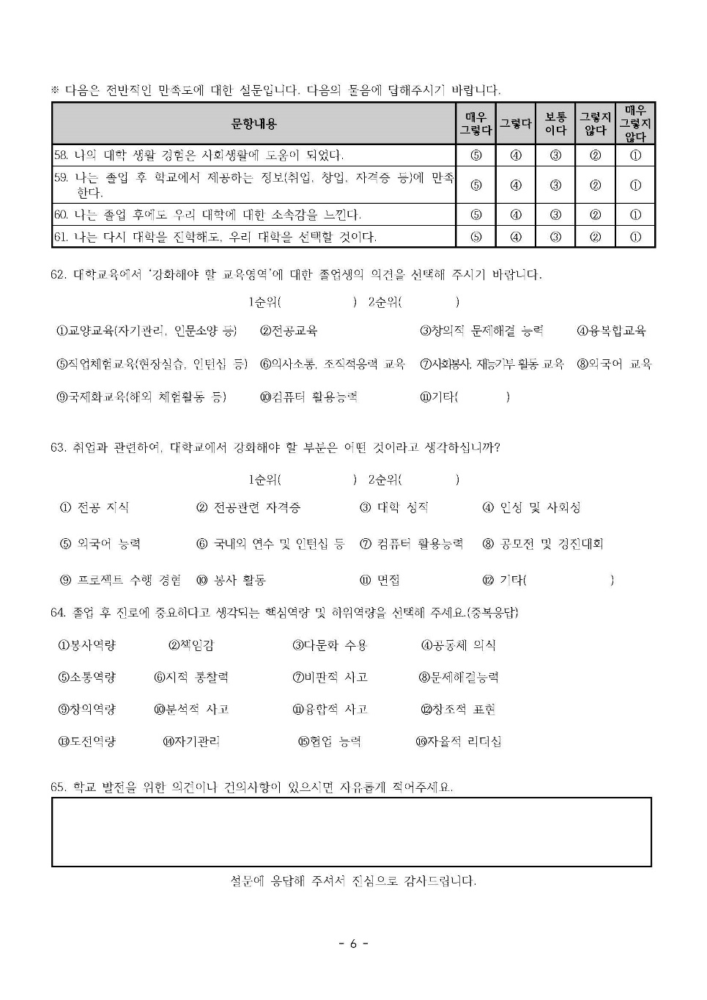 ※ 다음은 전반적인 만족도에 대한 설문입니다. 다음의 물음에 답해주시기 바랍니다.
문항내용 매우 그렇다 그렇다 보통이다 그렇지 않다 매우 그렇지 않다
58. 나의 대학 생활 경험은 사회생활에 도움이 되었다. ⑤ ④ ③ ② ①
59. 나는 졸업 후 학교에서 제공하는 정보(취업, 창업, 자격증 등)에 만족
한다. ⑤ ④ ③ ② ①
60. 나는 졸업 후에도 우리 대학에 대한 소속감을 느낀다. ⑤ ④ ③ ② ①
61. 나는 다시 대학을 진학해도, 우리 대학을 선택할 것이다. ⑤ ④ ③ ② ①
62. 대학교육에서 ‘강화해야 할 교육영역’에 대한 졸업생의 의견을 선택해 주시기 바랍니다.
1순위( ) 2순위( )
①교양교육(자기관리, 인문소양 등) ②전공교육 ③창의적 문제해결 능력 ④융복합교육
⑤직업체험교육(현장실습, 인턴십 등) ⑥의사소통, 조직적응력 교육 ⑦사회봉사, 재능기부 활동 교육 ⑧외국어 교육
⑨국제화교육(해외 체험활동 등) ⑩컴퓨터 활용능력 ⑪기타( )
63. 취업과 관련하여, 대학교에서 강화해야 할 부분은 어떤 것이라고 생각하십니까?
1순위( ) 2순위( )
① 전공 지식 ② 전공관련 자격증 ③ 대학 성적 ④ 인성 및 사회성
⑤ 외국어 능력 ⑥ 국내외 연수 및 인턴십 등 ⑦ 컴퓨터 활용능력 ⑧ 공모전 및 경진대회
⑨ 프로젝트 수행 경험 ⑩ 봉사 활동 ⑪ 면접 ⑫ 기타( )
64. 졸업 후 진로에 중요하다고 생각되는 핵심역량 및 하위역량을 선택해 주세요.(중복응답)
①봉사역량 ②책임감 ③다문화 수용 ④공동체 의식
⑤소통역량 ⑥지적 통찰력 ⑦비판적 사고 ⑧문제해결능력
⑨창의역량 ⑩분석적 사고 ⑪융합적 사고 ⑫창조적 표현
⑬도전역량 ⑭자기관리 ⑮협업 능력 ⑯자율적 리더십
65. 학교 발전을 위한 의견이나 건의사항이 있으시면 자유롭게 적어주세요.
설문에 응답해 주셔서 진심으로 감사드립니다.
- 6 -